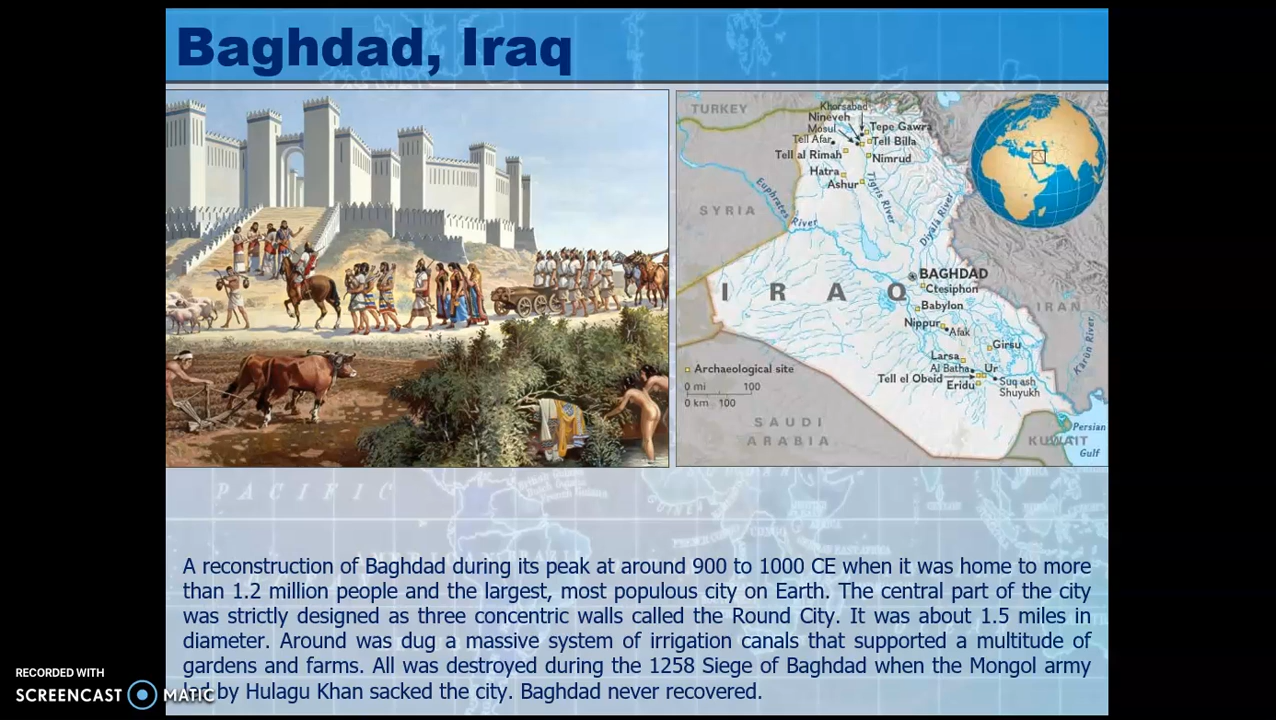 Baghdad, Iraq
TURKEY
Khorsabad
Nineveh
Mosul
Tepe Gawra
Tell Afar
Tell Billa
Tell al Rimah
Nimrud
Hatra
Ashur
Tigris River
Euphrates River
Diyala River
SYRIA
BAGHDAD
Ctesiphon
IRAQ
Babylon
IRAN
Nippur
Afak
Girsu
Larsa
Karun River
Archaeological site
Al Batha
Ur
Tell el Obeid
Eridu
Suq ash
Shuyukh
0 mi 100
0 km 100
SAUDI
ARABIA
KUWAIT
Persian
Gulf
PACIFIC
A reconstruction of Baghdad during its peak at around 900 to 1000 CE when it was home to more
than 1.2 million people and the largest, most populous city on Earth. The central part of the city
was strictly designed as three concentric walls called the Round City. It was about 1.5 miles in
diameter. Around was dug a massive system of irrigation canals that supported a multitude of
gardens and farms. All was destroyed during the 1258 Siege of Baghdad when the Mongol army
by Hulagu Khan sacked the city. Baghdad never recovered.
RECORDED WITH
SCREENCAST MATIC